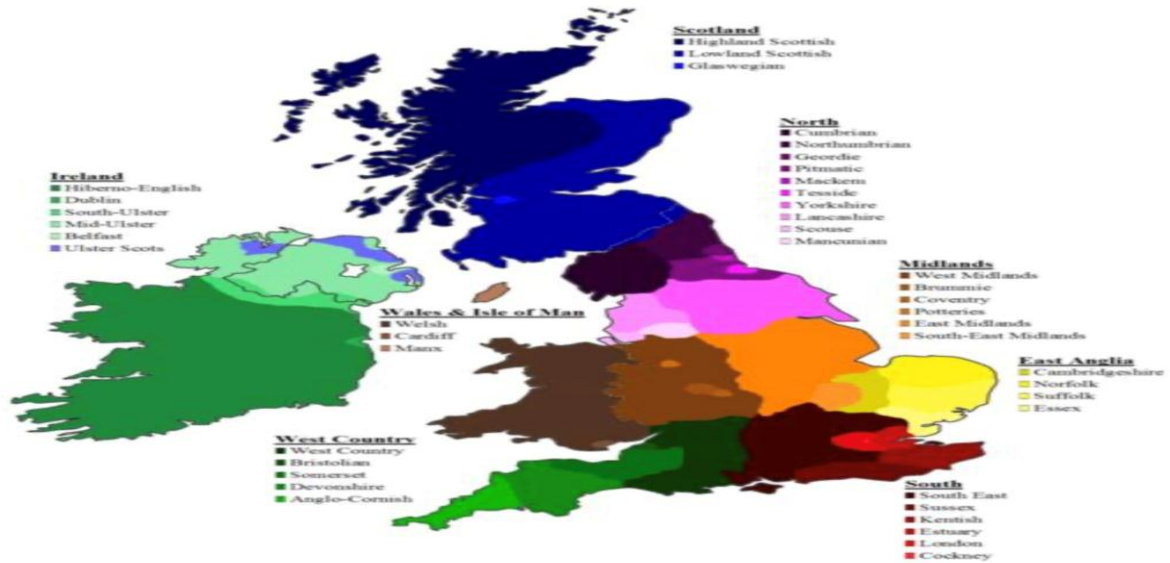 Scotland
Highland Scottish
Lowland Scottish
Glaswegian
North
Cumbrian
Northumbrian
Geordie
Pitmatic
Mackem
Tesside
Yorkshire
Lancashire
Scouse
Mancunian
Ireland
Hiberno-English
Dublin
South-Ulster
Mid-Ulster
Belfast
Ulster Scots
Midlands
West Midlands
Brummie
Coventry
Potteries
East Midlands
South-East Midlands
Wales & Isle of Man
Welsh
Cardiff
Manx
East Anglia
Cambridgeshire
Norfolk
Suffolk
Essex
West Country
West Country
Bristolian
Somerset
Devonshire
Anglo-Cornish
South
South East
Sussex
Kentish
Estuary
London
Cockney